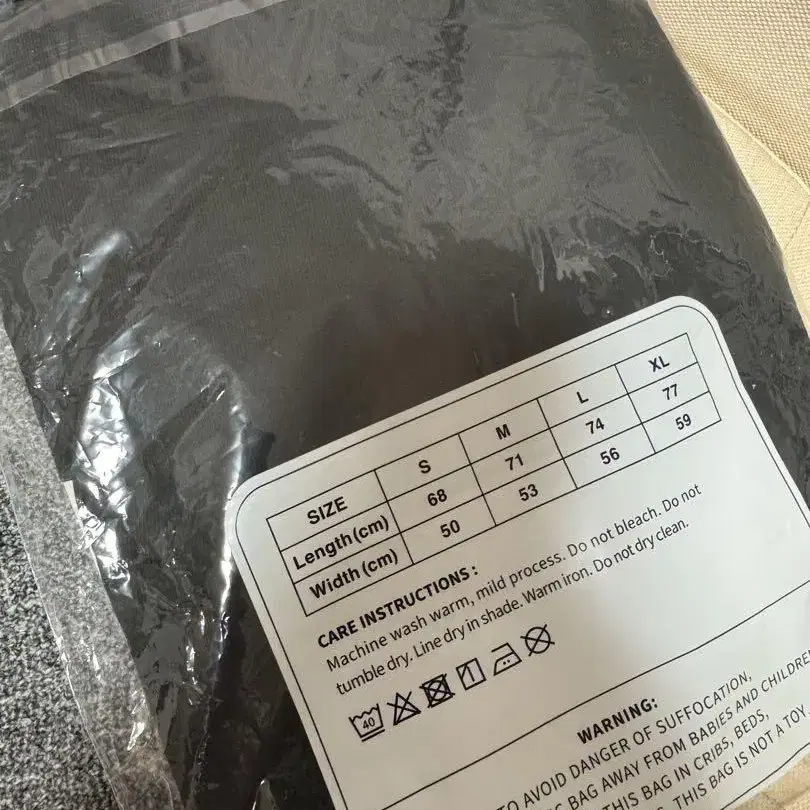 SIZE S M L XL
Length(cm) 68 71 74 77
Width(cm) 50 53 56 59
CARE INSTRUCTIONS:
Machine wash warm, mild process. Do not bleach. Do not
tumble dry. Line dry in shade. Warm iron. Do not dry clean.
40
WARNING:
TO AVOID DANGER OF SUFFOCATION,
BAG AWAY FROM BABIES AND CHILDREN
THIS BAG IN CRIBS, BEDS,
THIS BAG IS NOT A TOY.